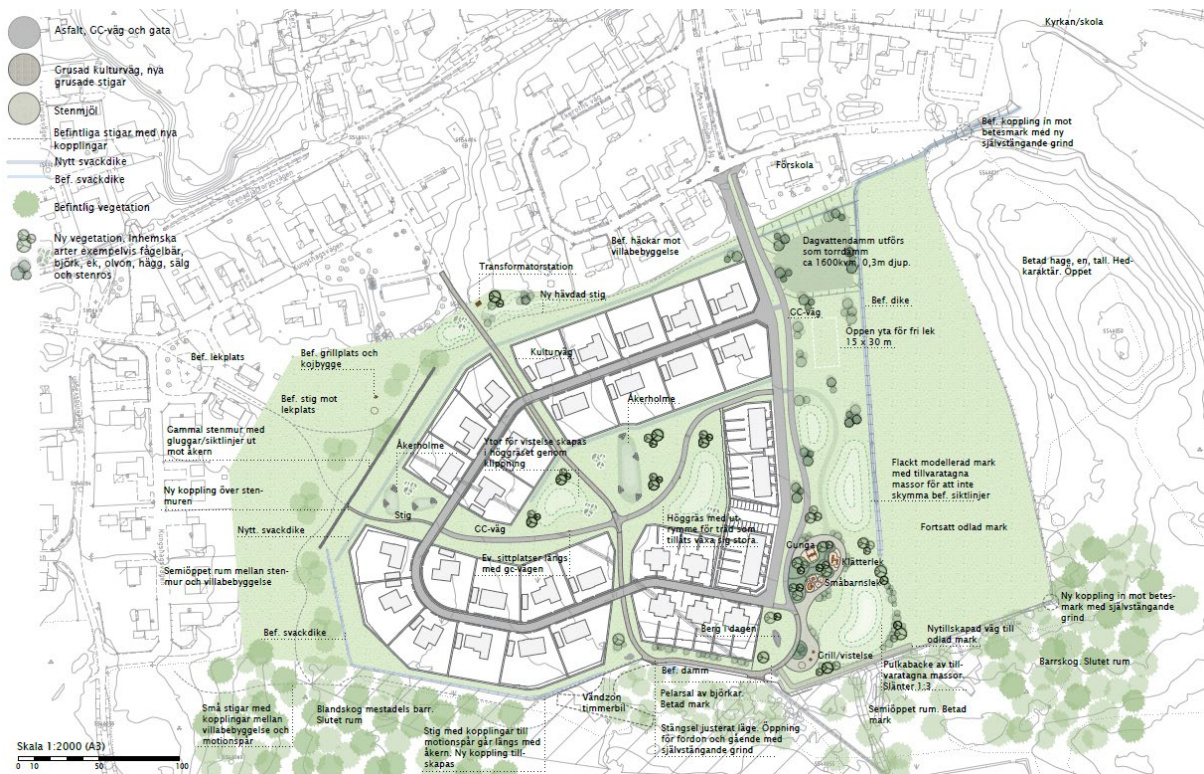 Asfalt, GC-väg och gata
Grusad Kulturväg, nya
grusade stigar
Stenmjöl
Befintliga stigar med nya
kopplingar
Nytt svackdike
Bef. svackdike
Befintlig vegetation
Ny vegetation. Inhemska
arter exempelvis fågelbär,
björk, ek, olvon, hägg, sälg
och stenros
Kyrkan/skola
Bef. koppling in mot
betesmark med ny
självstängande grind
Förskola
Bef. häckar mot
villabebyggelse
Dagvattendamm utförs
som torrdamm
ca 1600kvm, 0,3m djup.
Betad hage, en, tall. Hed-
karaktär. Öppet
Transformatorstation
Ny hävdad stig
Bef. dike
GC-väg
Öppen yta för fri lek
15 x 30 m
Bef. lekplats
Bef. grillplats och
kojbygge
Kulturväg
Bef. stig mot
lekplats
Åkerholme
Gammal stenmur med
gluggar/siktlinjer ut
mot åkern
Åkerholme
Ytor för vistelse skapas
i höggräset genom
klippning
Flackt modellerad mark
med tillvaratagna
massor för att inte
skymma bef. siktlinjer
Ny koppling över sten-
muren
Stig
Fortsatt odlad mark
Nytt. svackdike
GC-väg
Höggräs med ut-
rymme för träd som
tillåts växa sig stora.
Gunga
Klätterlek
Ev. sittplatser längs
med gc-vägen
Semiöppet rum mellan sten-
mur och villabebyggelse
Småbarnslek
Ny koppling in mot betes-
mark med självstängande
grind
Bef. svackdike
Berg i dagen
Nytillskapad väg till
odlad mark
Grill/vistelse
Barrskog. Slutet rum
Bef. damm
Pulkabacke av till-
varatagna massor.
Slänter 1:3
Små stigar med
kopplingar mellan
villabebyggelse och
motionspår
Blandskog mestadels barr.
Slutet rum
Vändzon
timmerbil
Pelarsal av björkar.
Betad mark
Semiöppet rum. Betad
mark
Stig med kopplingar till
motionspår går längs med
åkern. Ny koppling till-
skapas
Stängsel justerat läge. Öppning
för fordon och gående med
självstängande grind
Skala 1:2000 (A3)
0 10 50 100